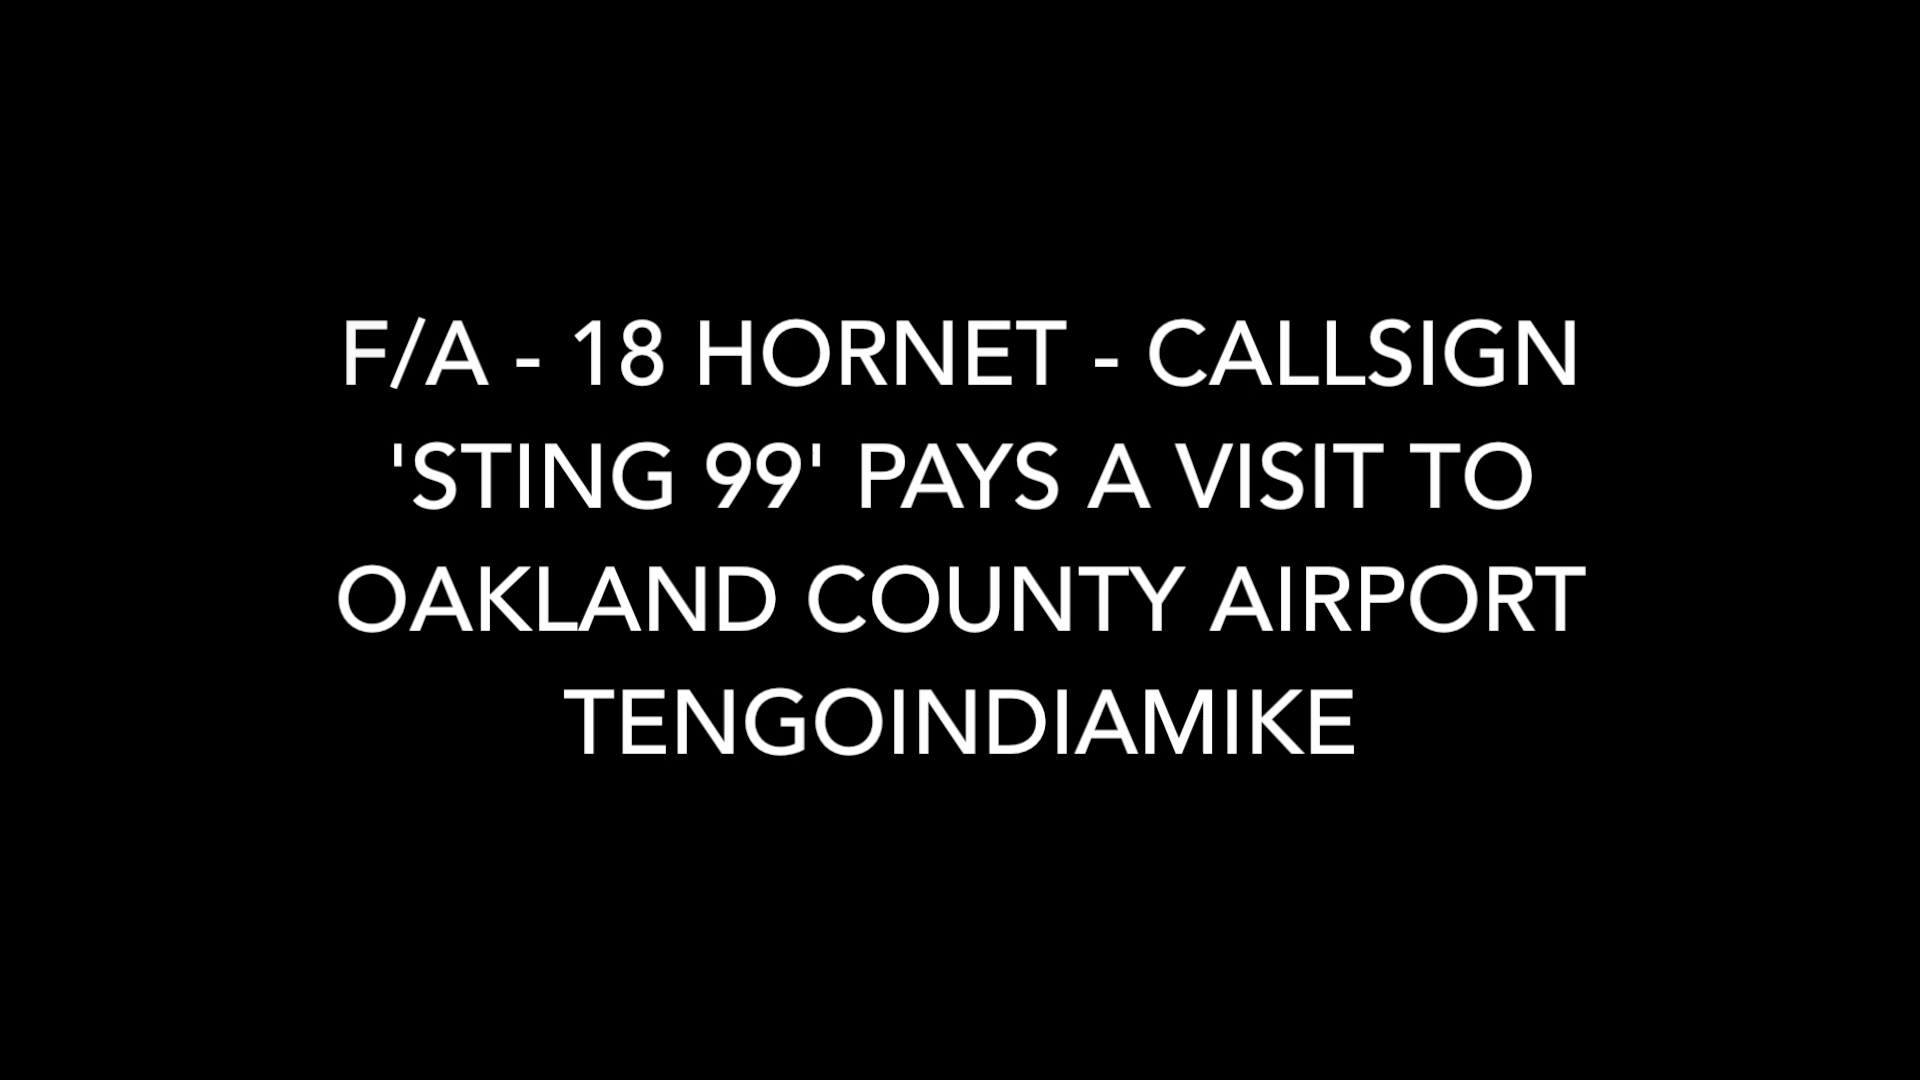 F/A - 18 HORNET - CALLSIGN
'STING 99' PAYS A VISIT TO
OAKLAND COUNTY AIRPORT
TENGOINDIAMIKE